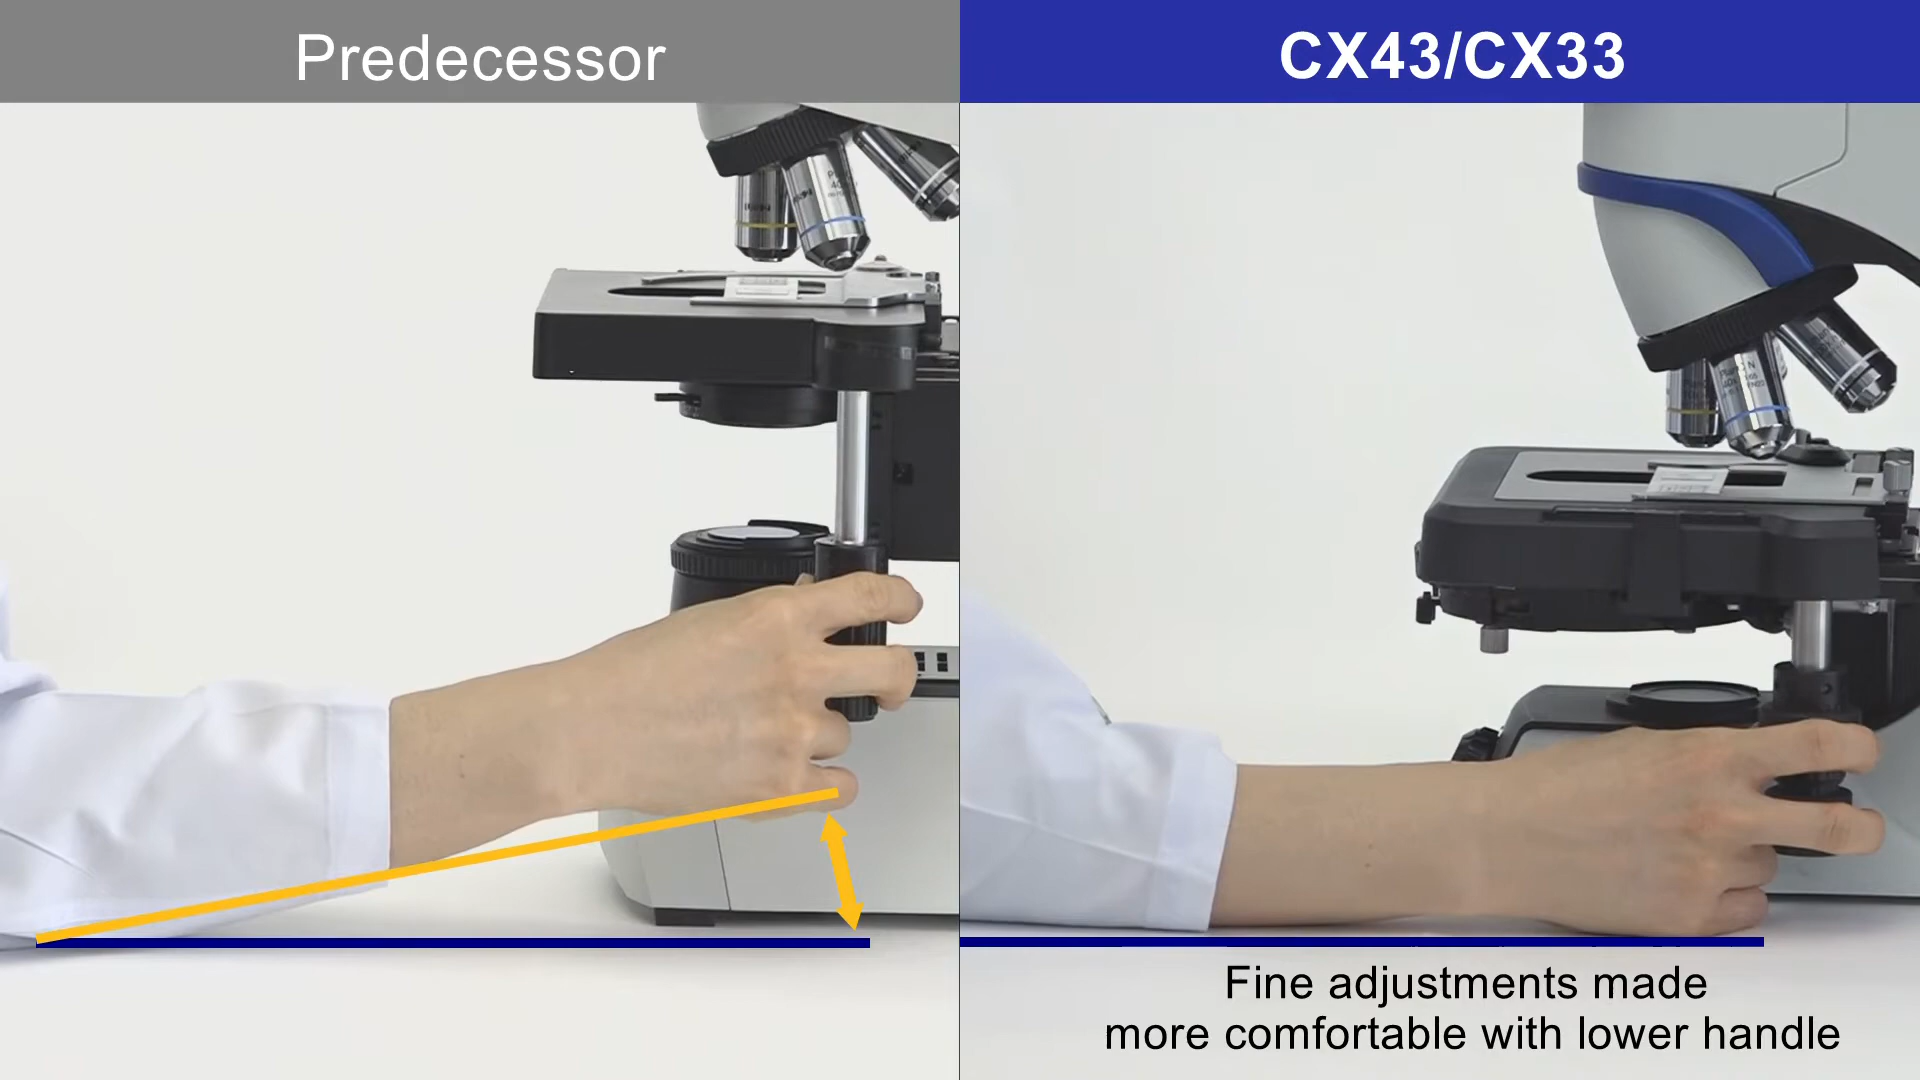 Predecessor
CX43/CX33
Fine adjustments made
more comfortable with lower handle